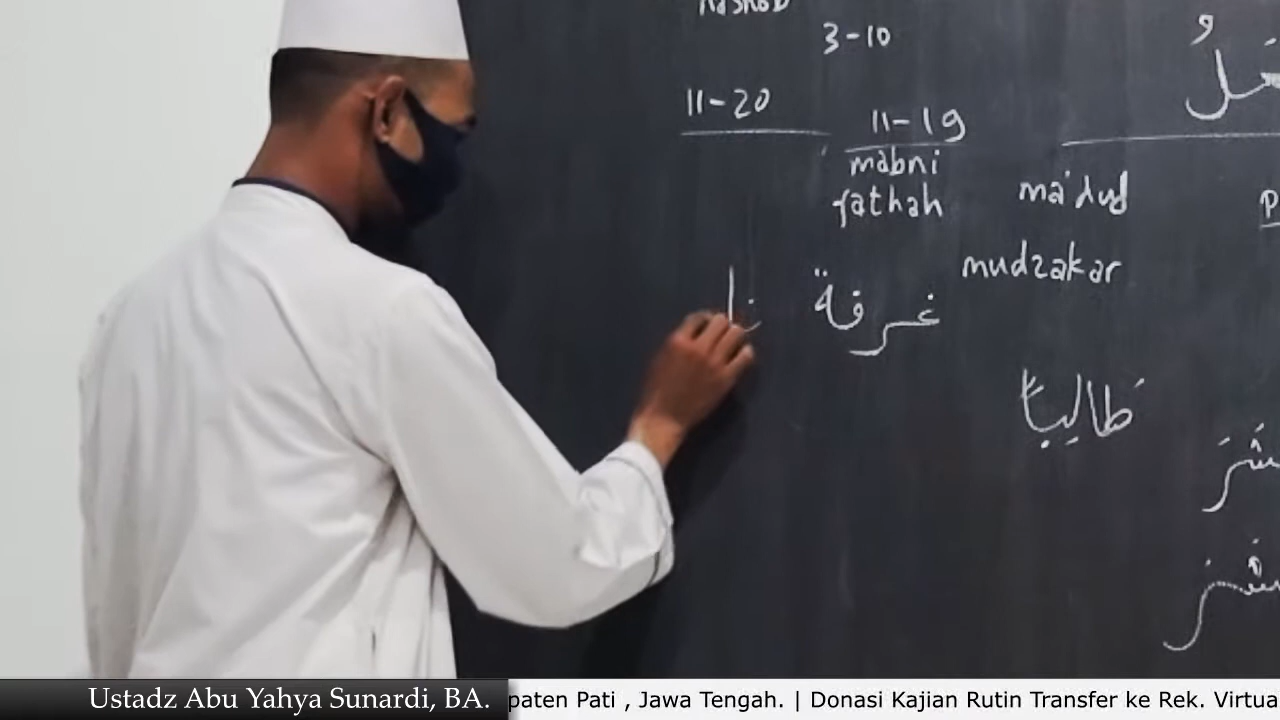 3-10
11-20
11-19
mabni
fathah
ma'dud
mudzakar
غرفة
طالبا
Ustadz Abu Yahya Sunardi, BA.
paten Pati , Jawa Tengah. | Donasi Kajian Rutin Transfer ke Rek. Virtua